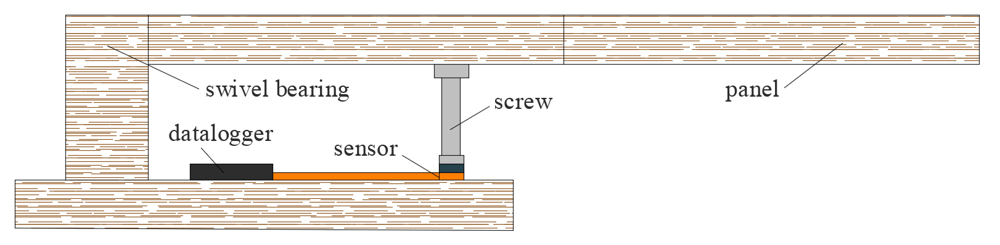 swivel bearing
panel
screw
datalogger
sensor